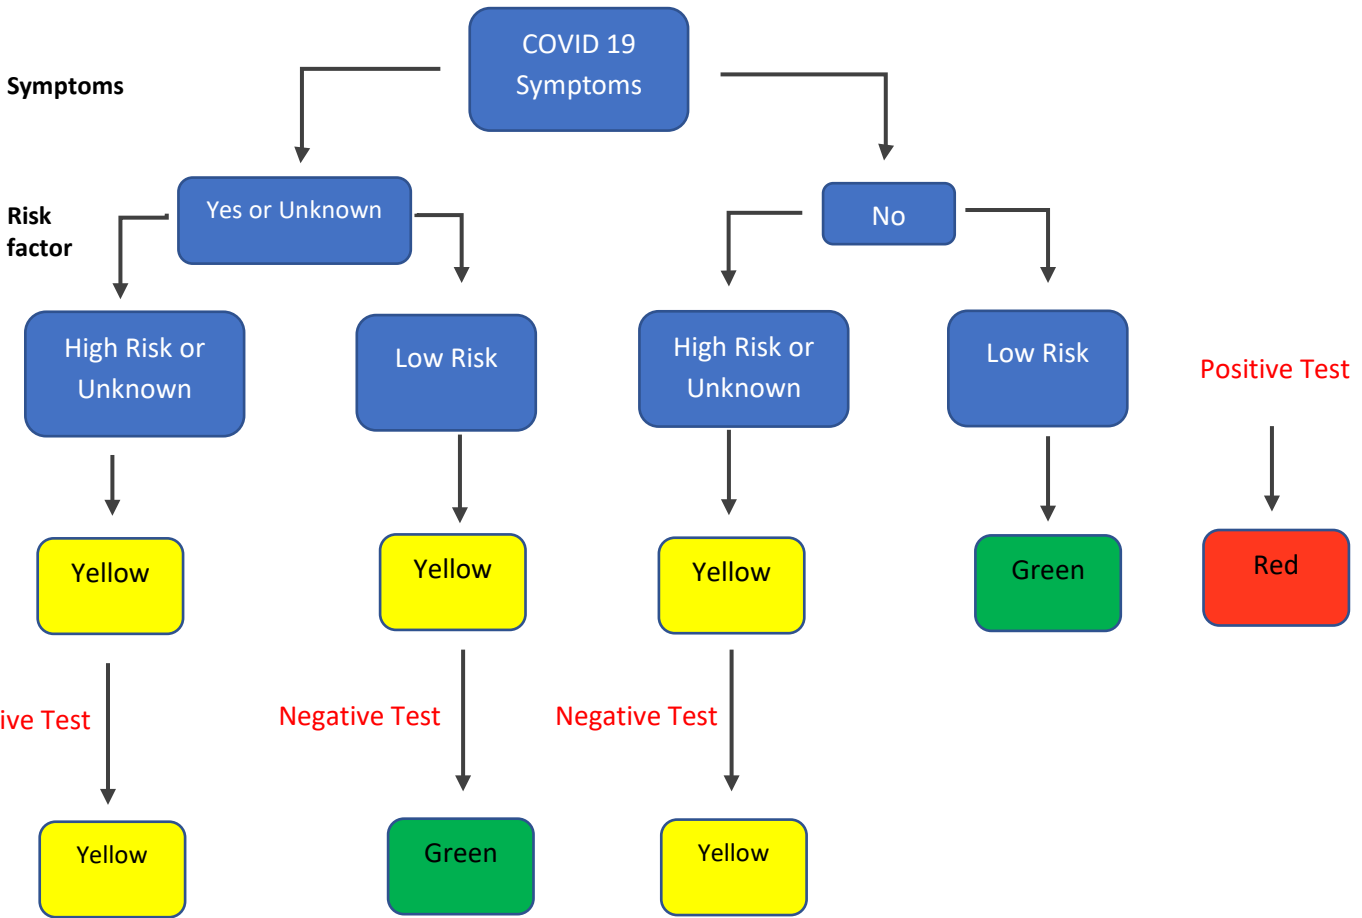 COVID 19
Symptoms
Symptoms
Yes or Unknown
No
Risk
factor
High Risk or
Unknown
Low Risk
High Risk or
Unknown
Low Risk
Positive Test
Yellow
Yellow
Yellow
Green
Red
ive Test
Negative Test
Negative Test
Yellow
Green
Yellow